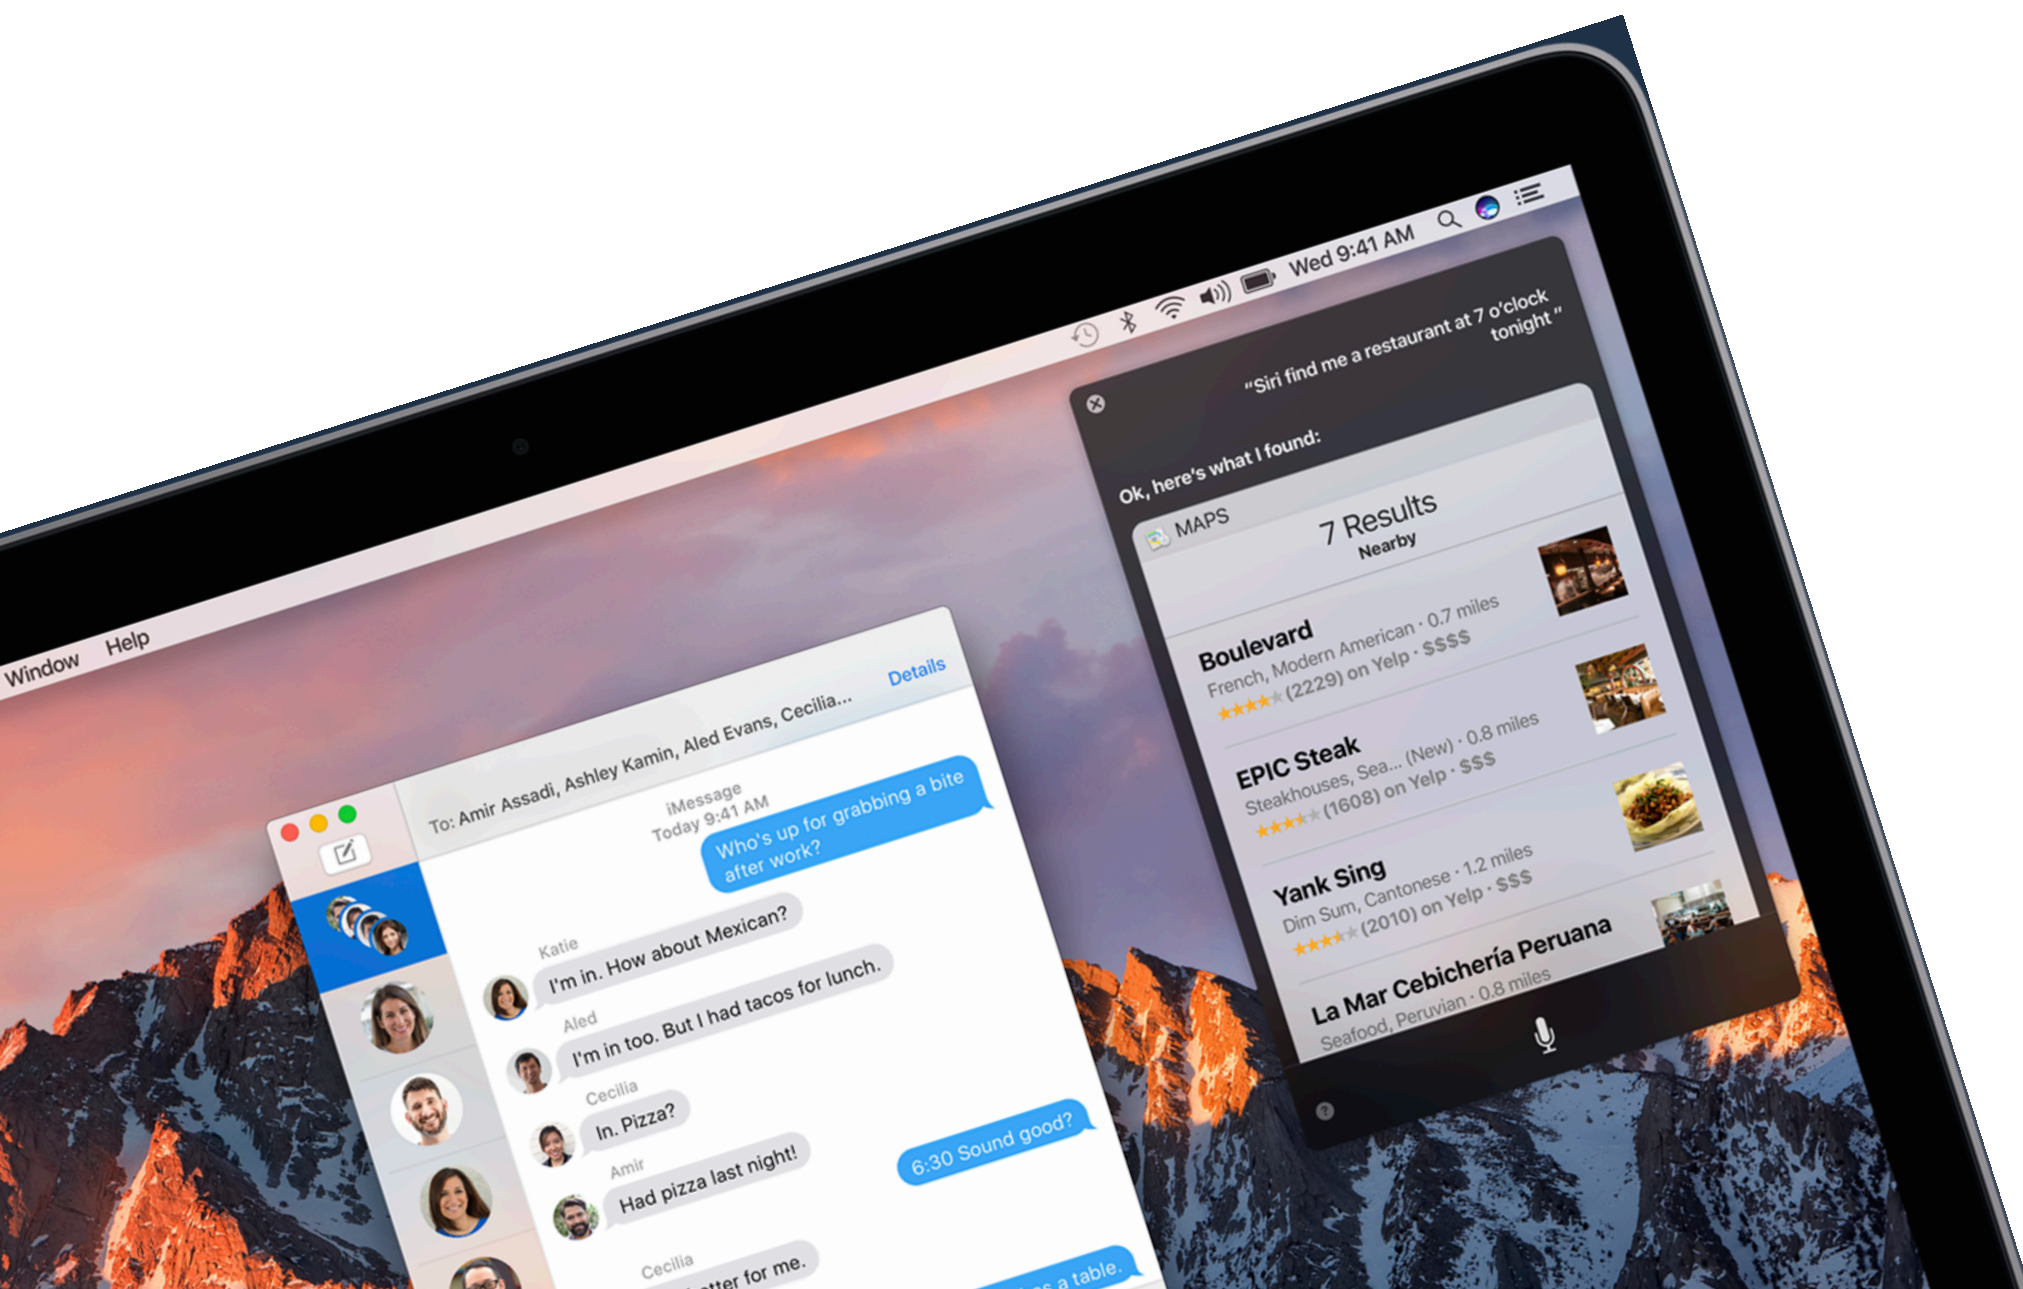 Window Help
Wed 9:41 AM
“Siri find me a restaurant at 7 o'clock
tonight ”
Ok, here's what I found:
MAPS
7 Results
Nearby
Boulevard
French, Modern American · 0.7 miles
(2229) on Yelp · $$$$
EPIC Steak
Steakhouses, Sea... (New) · 0.8 miles
(1608) on Yelp · $$$
Yank Sing
Dim Sum, Cantonese · 1.2 miles
(2010) on Yelp · $$$
La Mar Cebichería Peruana
Seafood, Peruvian · 0.8 miles
?
To: Amir Assadi, Ashley Kamin, Aled Evans, Cecilia...
Details
iMessage
Today 9:41 AM
Who's up for grabbing a bite
after work?
Katie
I'm in. How about Mexican?
Aled
I'm in too. But I had tacos for lunch.
Cecilia
In. Pizza?
Amir
Had pizza last night!
6:30 Sound good?
Cecilia
for me.
a table.